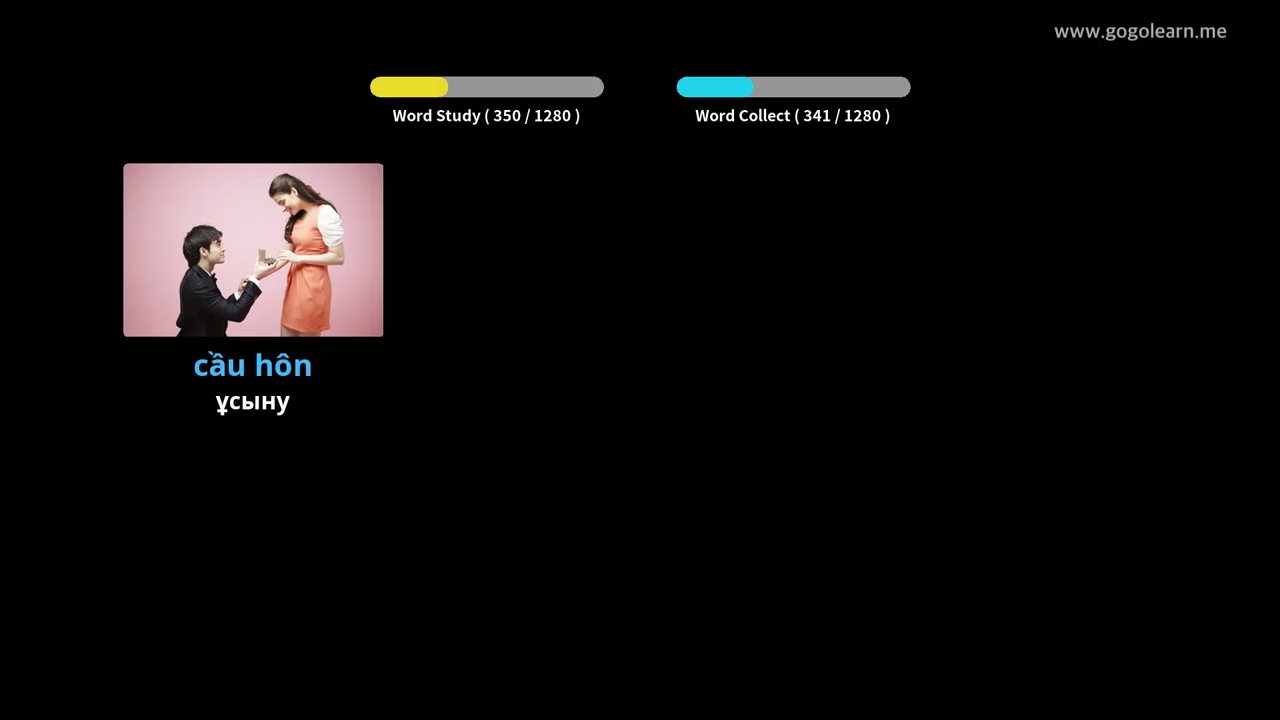 www.gogolearn.me
Word Study ( 350 / 1280 )
Word Collect ( 341 / 1280 )
cầu hôn
ұсыну